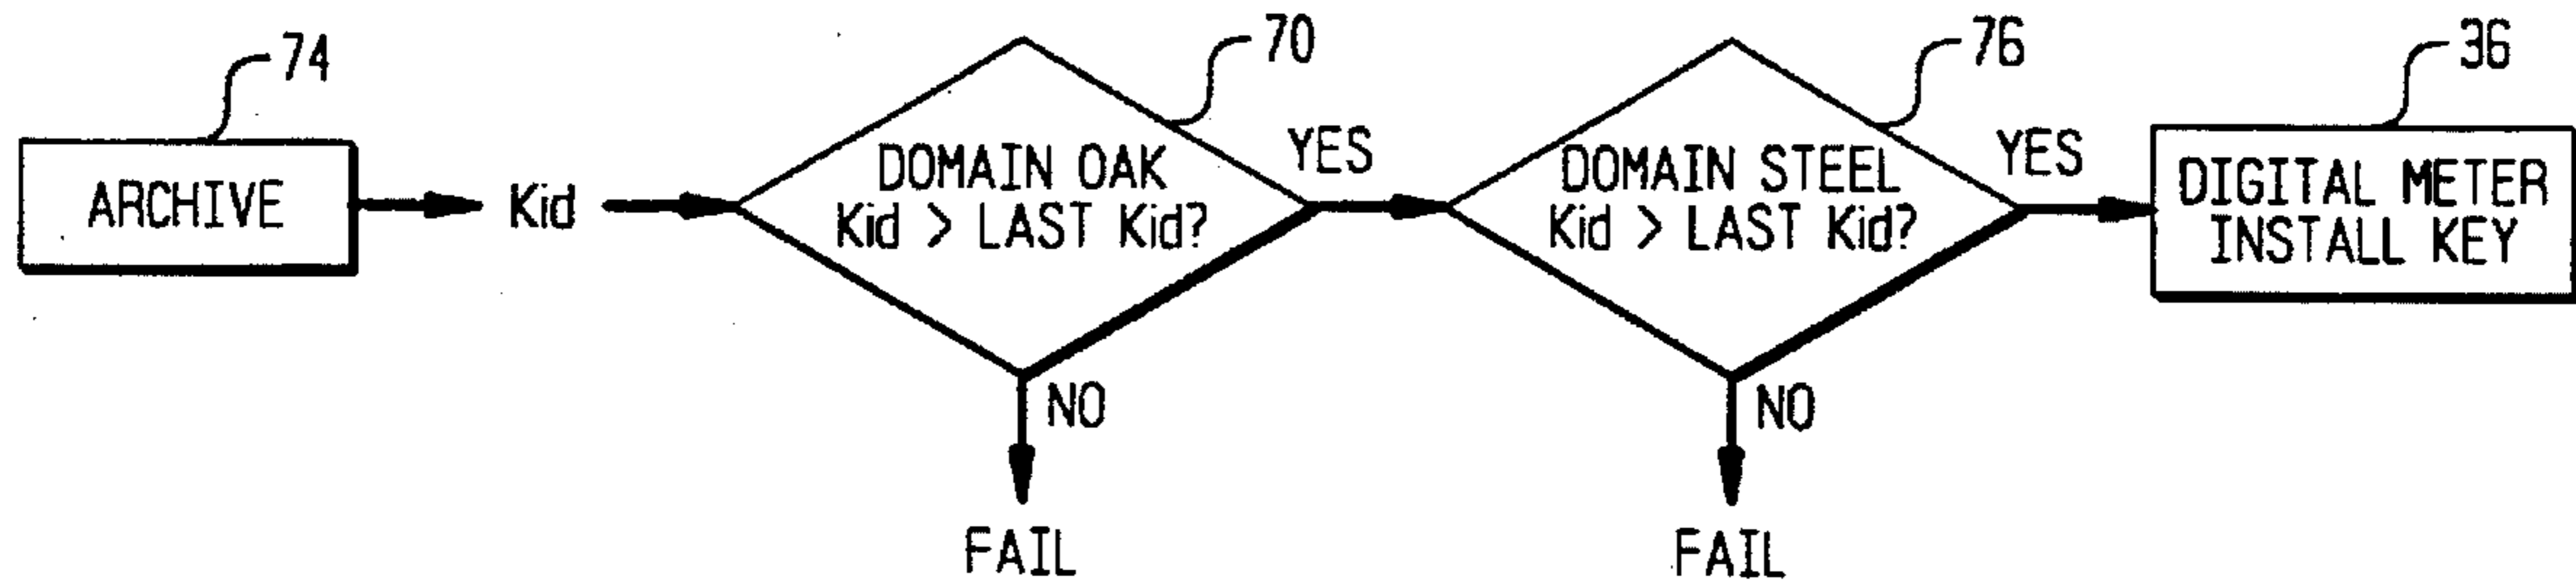 74
70
76
36
ARCHIVE
Kid
DOMAIN OAK
Kid > LAST Kid?
YES
DOMAIN STEEL
Kid > LAST Kid?
YES
DIGITAL METER
INSTALL KEY
NO
NO
FAIL
FAIL